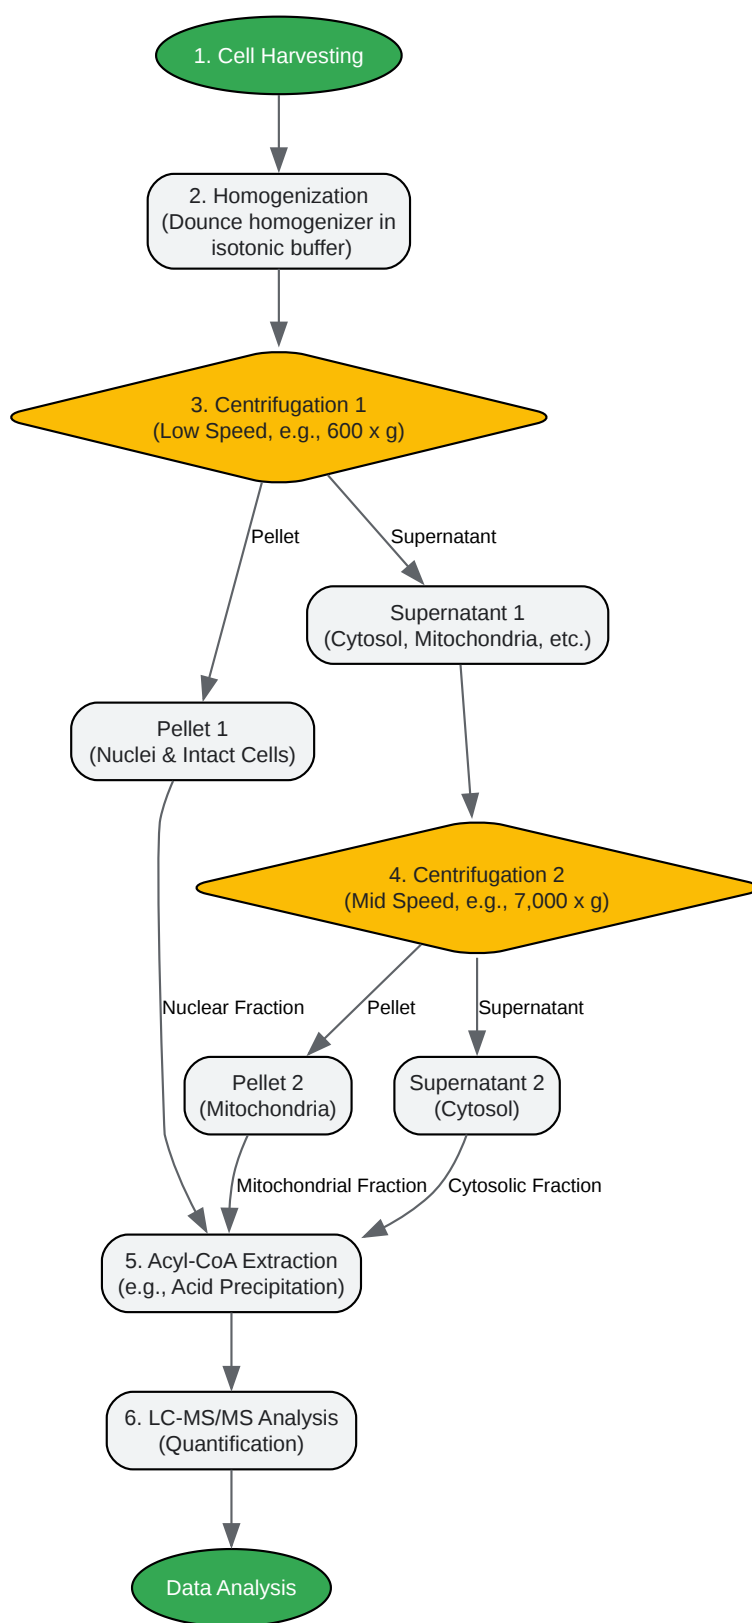 1. Cell Harvesting
2. Homogenization
(Dounce homogenizer in
isotonic buffer)
3. Centrifugation 1
(Low Speed, e.g., 600 x g)
Pellet
Supernatant
Supernatant 1
(Cytosol, Mitochondria, etc.)
Pellet 1
(Nuclei & Intact Cells)
4. Centrifugation 2
(Mid Speed, e.g., 7,000 x g)
Nuclear Fraction
Pellet
Supernatant
Pellet 2
(Mitochondria)
Supernatant 2
(Cytosol)
Mitochondrial Fraction
Cytosolic Fraction
5. Acyl-CoA Extraction
(e.g., Acid Precipitation)
6. LC-MS/MS Analysis
(Quantification)
Data Analysis